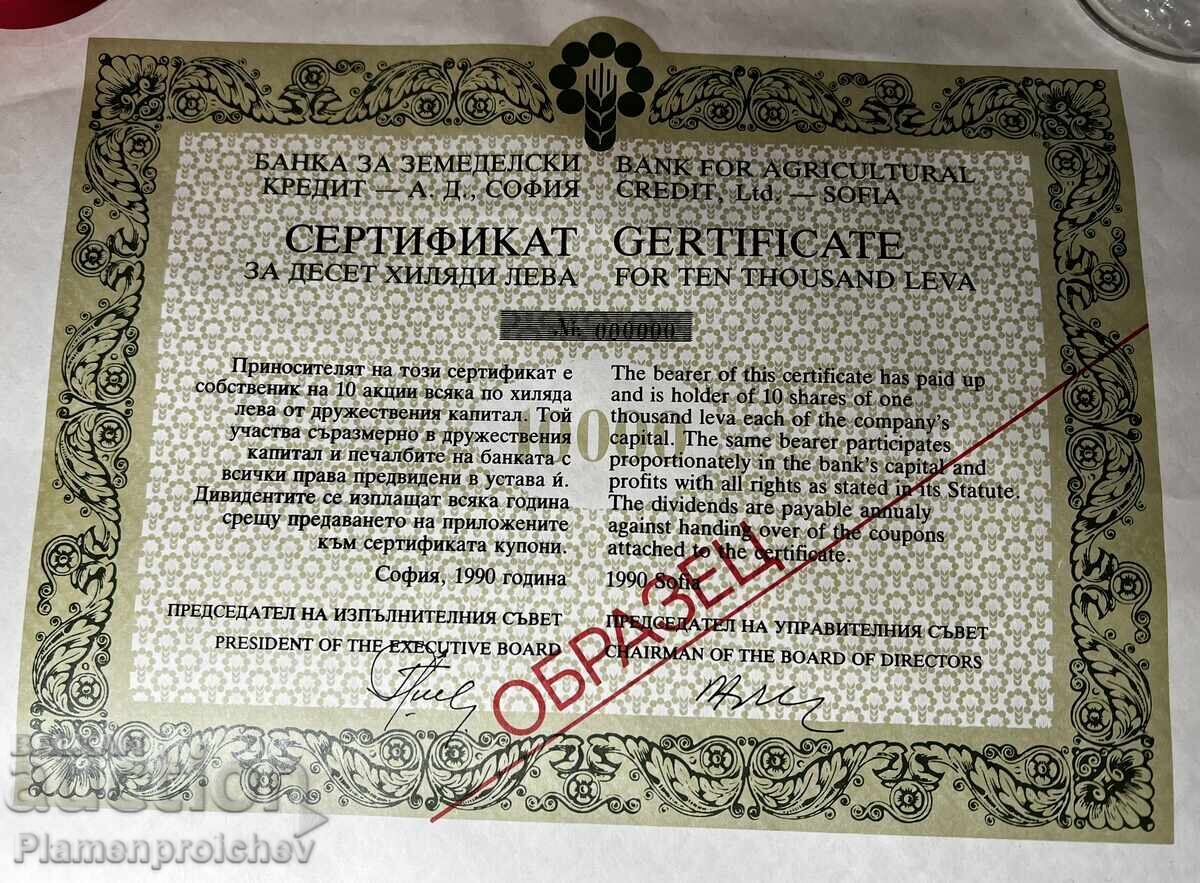 БАНКА ЗА ЗЕМЕДЕЛСКИ
КРЕДИТ — А. Д., СОФИЯ
СЕРТИФИКАТ
ЗА ДЕСЕТ ХИЛЯДИ ЛЕВА
BANK FOR AGRICULTURAL
CREDIT, Ltd. — SOFIA
GERTIFICATE
FOR TEN THOUSAND LEVA
№ 000000
Приносителят на този сертификат е
собственик на 10 акции всяка по хиляда
лева от дружествения капитал. Той
участва съразмерно в дружествения
капитал и печалбите на банката с
всички права предвидени в устава й.
Дивидентите се изплащат всяка година
срещу предаването на приложените
към сертификата купони.
София, 1990 година
The bearer of this certificate has paid up
and is holder of 10 shares of one
thousand leva each of the company's
capital. The same bearer participates
proportionately in the bank's capital and
profits with all rights as stated in its Statute.
The dividends are payable annualy
against handing over of the coupons
attached to the certificate.
1990 Sofia
ПРЕДСЕДАТЕЛ НА ИЗПЪЛНИТЕЛНИЯ СЪВЕТ
PRESIDENT OF THE EXECUTIVE BOARD
ПРЕДСЕДАТЕЛ НА УПРАВИТЕЛНИЯ СЪВЕТ
CHAIRMAN OF THE BOARD OF DIRECTORS
ОБРАЗЕЦ
auction
Plamenproichev